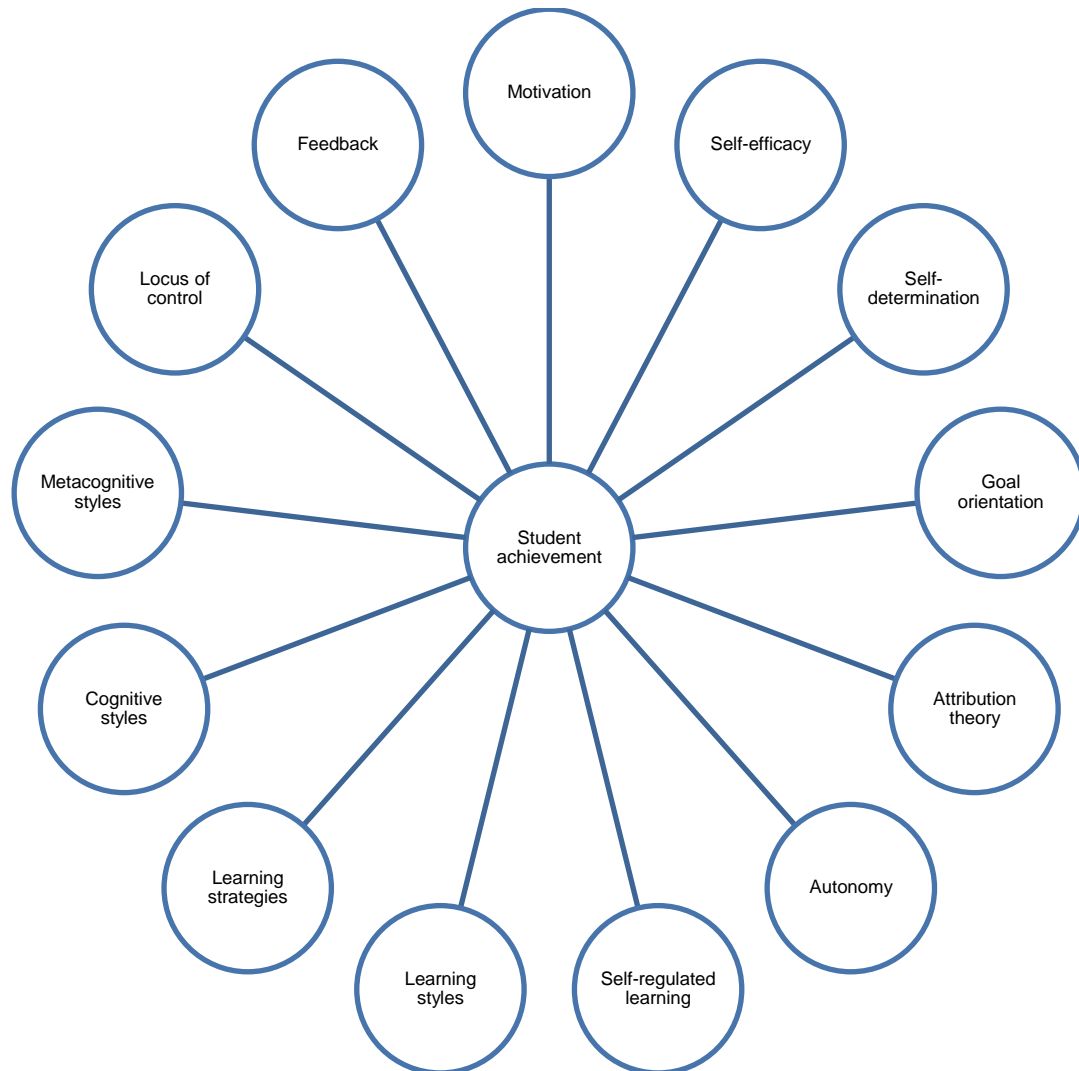 Motivation
Self-efficacy
Self-
determination
Goal
orientation
Attribution
theory
Autonomy
Self-regulated
learning
Learning
styles
Learning
strategies
Cognitive
styles
Metacognitive
styles
Locus of
control
Feedback
Student
achievement